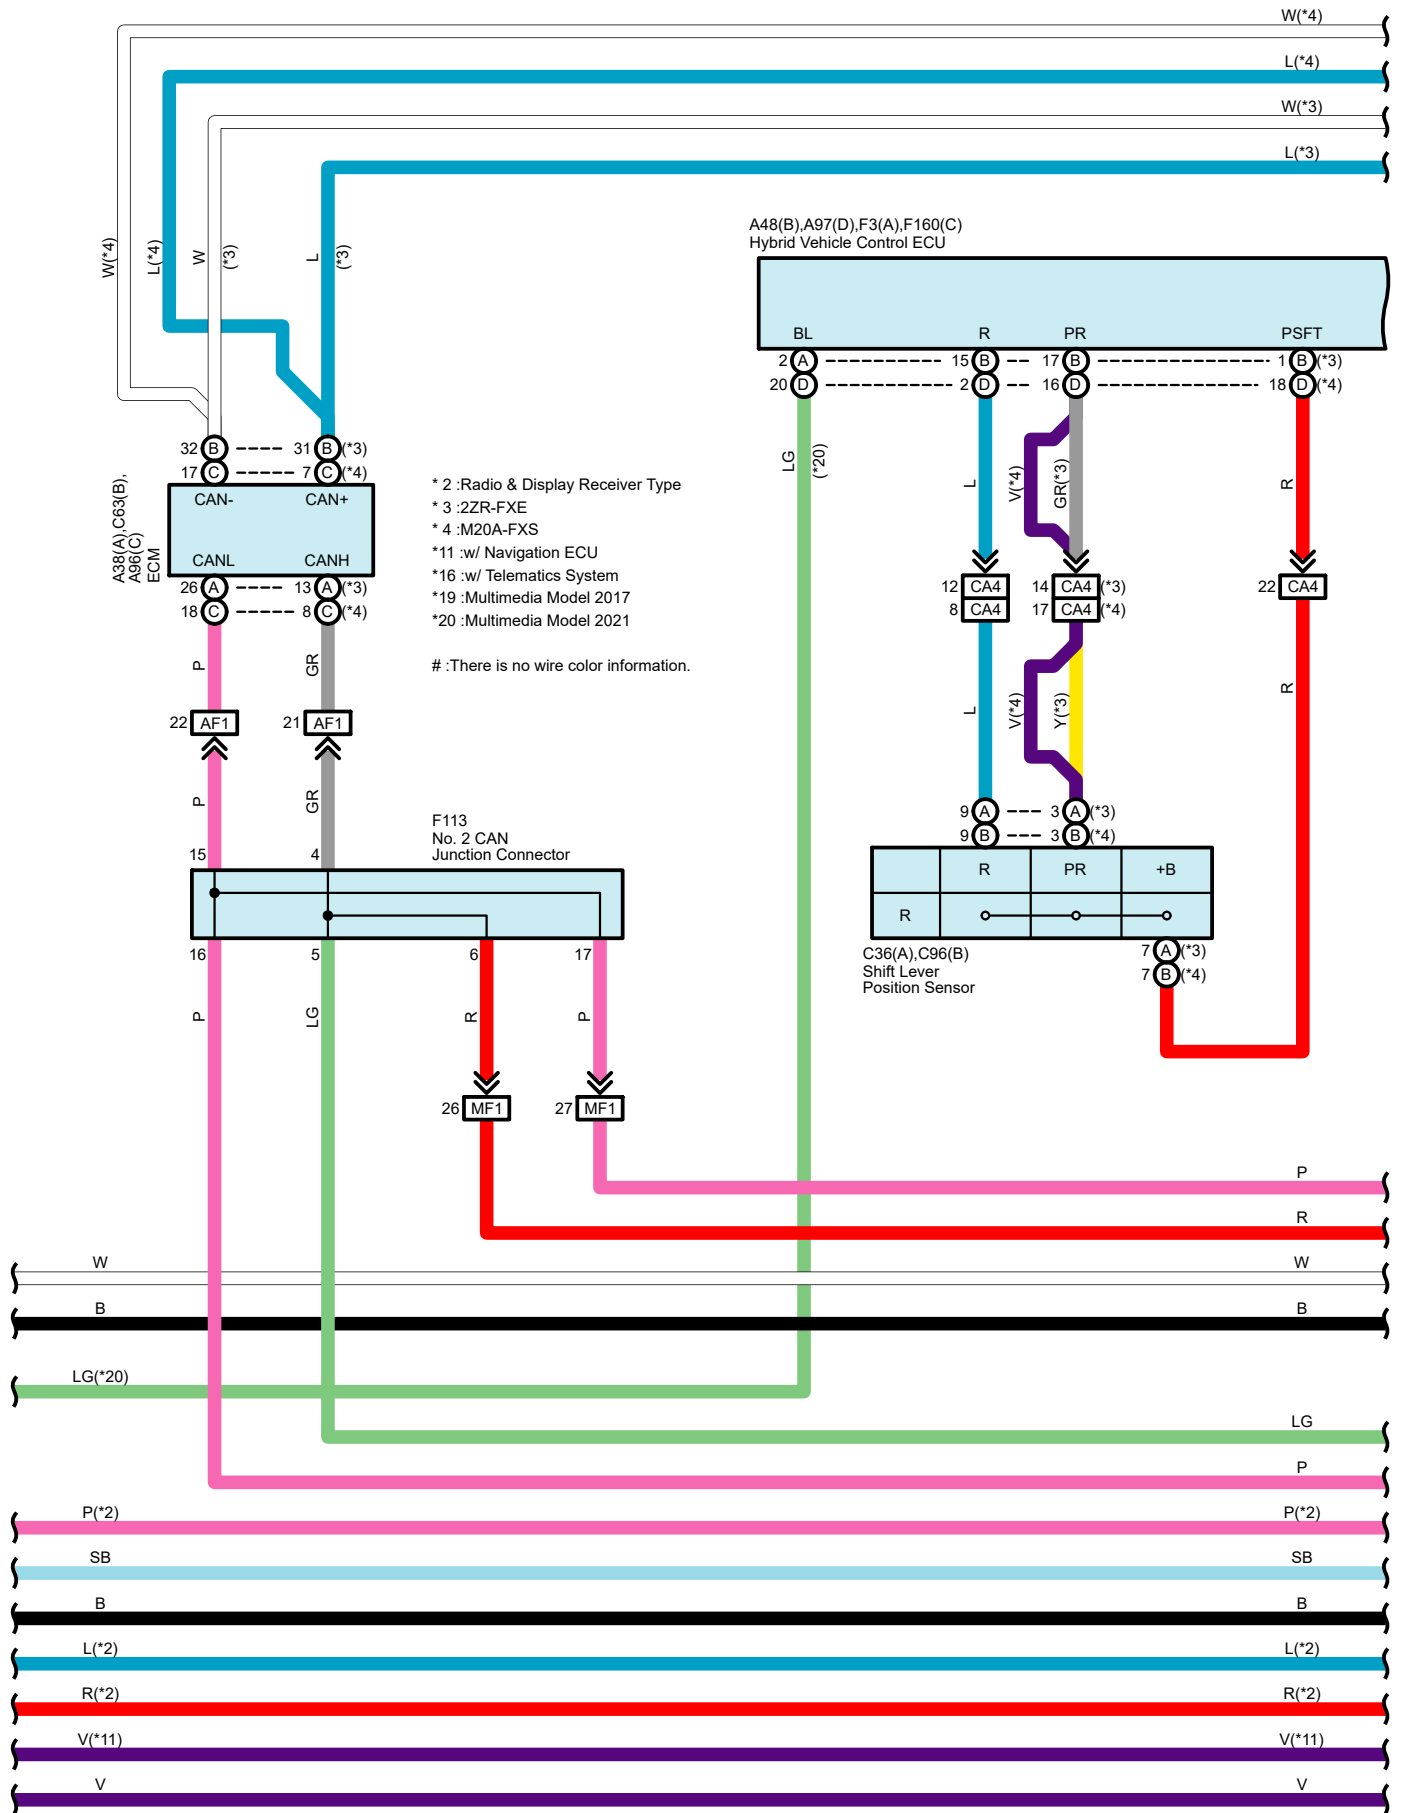 W(*4)
L(*4)
W(*3)
L(*3)
W(*4)
L(*4)
W
(*3)
L
(*3)
A48(B),A97(D),F3(A),F160(C)
Hybrid Vehicle Control ECU
BL R PR PSFT
2 A 15 B 17 B 1 B (*3)
20 D 2 D 16 D 18 D (*4)
32 B 31 B (*3)
17 C 7 C (*4)
CAN- CAN+
CANL CANH
A38(A),C63(B),
A96(C)
ECM
26 A 13 A (*3)
18 C 8 C (*4)
* 2 :Radio & Display Receiver Type
* 3 :2ZR-FXE
* 4 :M20A-FXS
*11 :w/ Navigation ECU
*16 :w/ Telematics System
*19 :Multimedia Model 2017
*20 :Multimedia Model 2021
# :There is no wire color information.
LG
(*20)
L
V(*4)
GR(*3)
R
12 CA4 14 CA4 (*3)
8 CA4 17 CA4 (*4)
22 CA4
P
GR
L
V(*4)
Y(*3)
R
22 AF1 21 AF1
P
GR
9 A 3 A (*3)
9 B 3 B (*4)
F113
No. 2 CAN
Junction Connector
15 4
R PR +B
R
16 5 6 17
C36(A),C96(B)
Shift Lever
Position Sensor
7 A (*3)
7 B (*4)
P
LG
R
P
26 MF1 27 MF1
P
R
W W
B B
LG(*20)
LG
P
P(*2) P(*2)
SB SB
B B
L(*2) L(*2)
R(*2) R(*2)
V(*11) V(*11)
V V